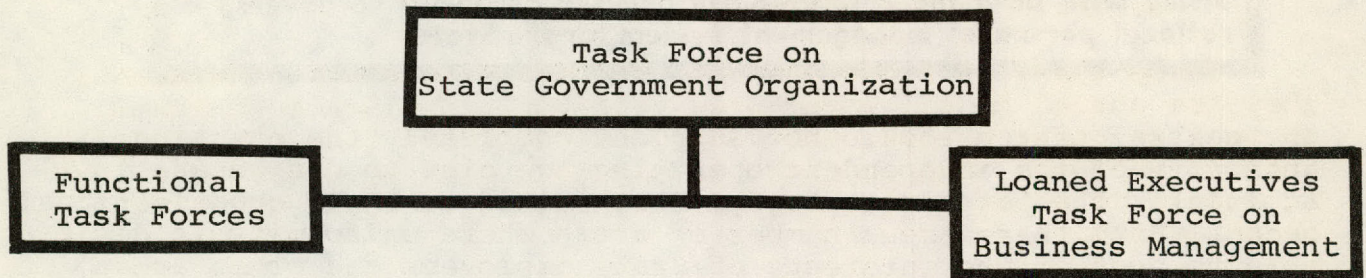 Task Force on
State Government Organization
Functional
Task Forces
Loaned Executives
Task Force on
Business Management